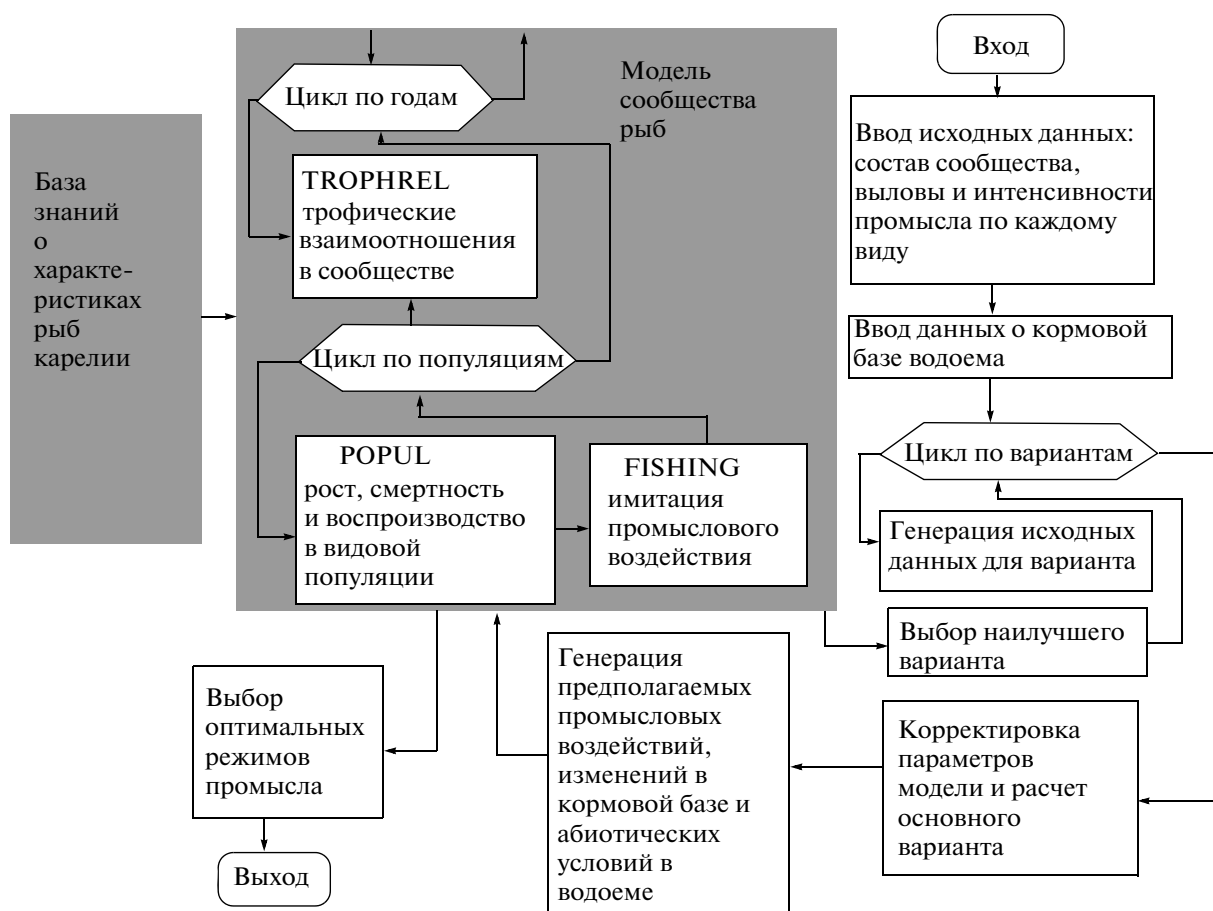 Вход
Модель
сообщества
рыб
Цикл по годам
Ввод исходных данных:
состав сообщества,
выловы и интенсивности
промысла по каждому
виду
База
знаний
о
характе-
ристиках
рыб
карелии
TROPHREL
трофические
взаимоотношения
в сообществе
Ввод данных о кормовой
базе водоема
Цикл по популяциям
Цикл по вариантам
POPUL
рост, смертность
и воспроизводство
в видовой
популяции
FISHING
имитация
промыслового
воздействия
Генерация исходных
данных для варианта
Выбор наилучшего
варианта
Генерация
предполагаемых
промысловых
воздействий,
изменений в
кормовой базе и
абиотических
условий в
водоеме
Выбор
оптимальных
режимов
промысла
Корректировка
параметров
модели и расчет
основного
варианта
Выход